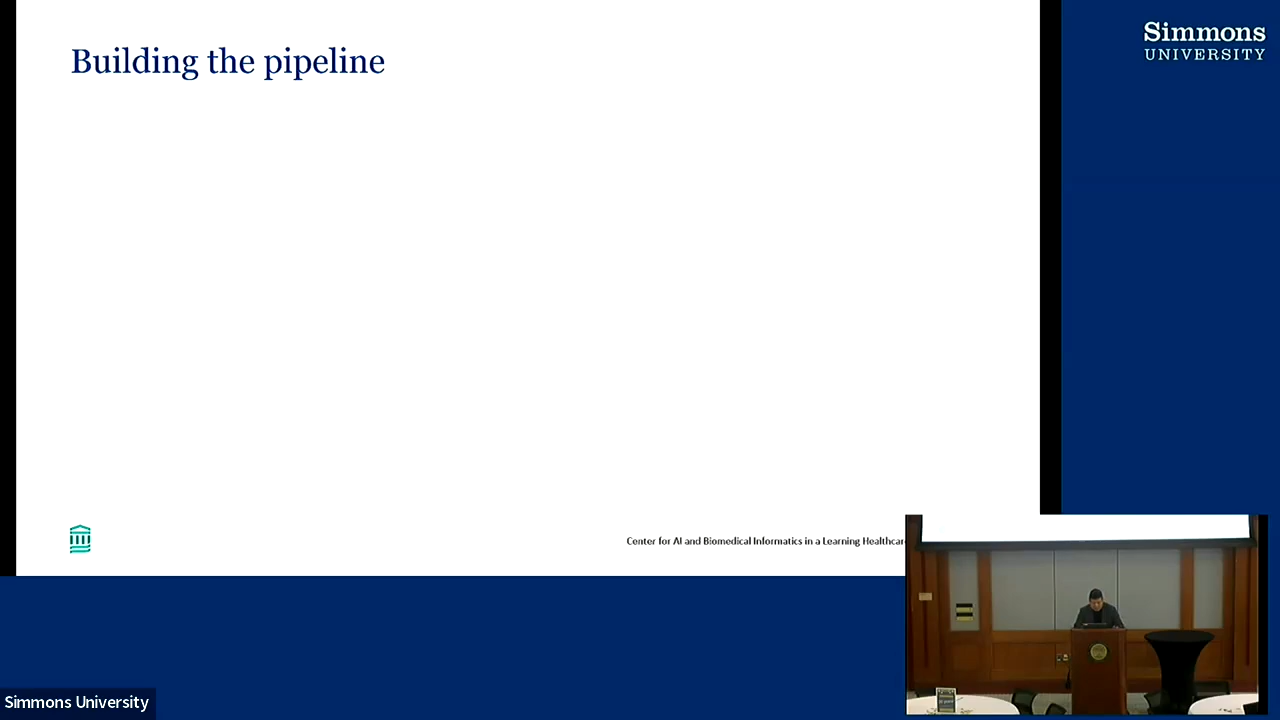 Building the pipeline
Simmons
UNIVERSITY
Center for AI and Biomedical Informatics in a Learning Healthcar
Simmons University